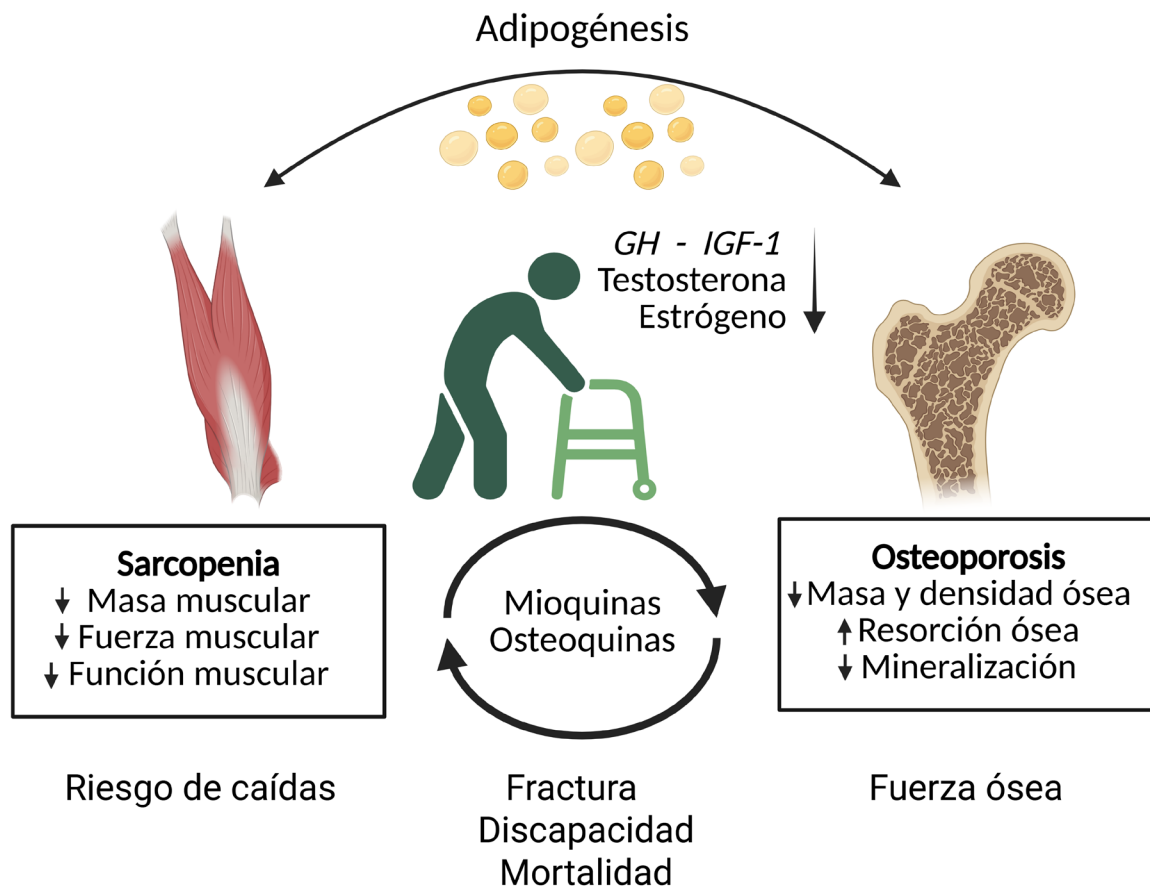 Adipogénesis
GH - IGF-1
Testosterona
Estrógeno
Sarcopenia
↓ Masa muscular
↓ Fuerza muscular
↓ Función muscular
Mioquinas
Osteoquinas
Osteoporosis
↓ Masa y densidad ósea
↑ Resorción ósea
↓ Mineralización
Riesgo de caídas
Fractura
Discapacidad
Mortalidad
Fuerza ósea